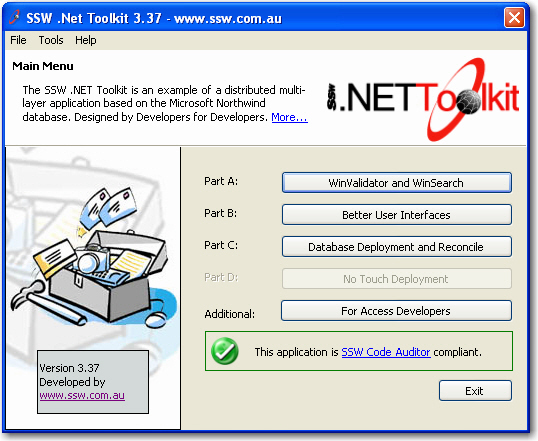 SSW .Net Toolkit 3.37 - www.ssw.com.au
File Tools Help
Main Menu
The SSW .NET Toolkit is an example of a distributed multi-
layer application based on the Microsoft Northwind
database. Designed by Developers for Developers. More...
SSW .NETToolkit
Part A: WinValidator and WinSearch
Part B: Better User Interfaces
Part C: Database Deployment and Reconcile
Part D: No Touch Deployment
Additional: For Access Developers
This application is SSW Code Auditor compliant.
Version 3.37
Developed by
www.ssw.com.au
Exit